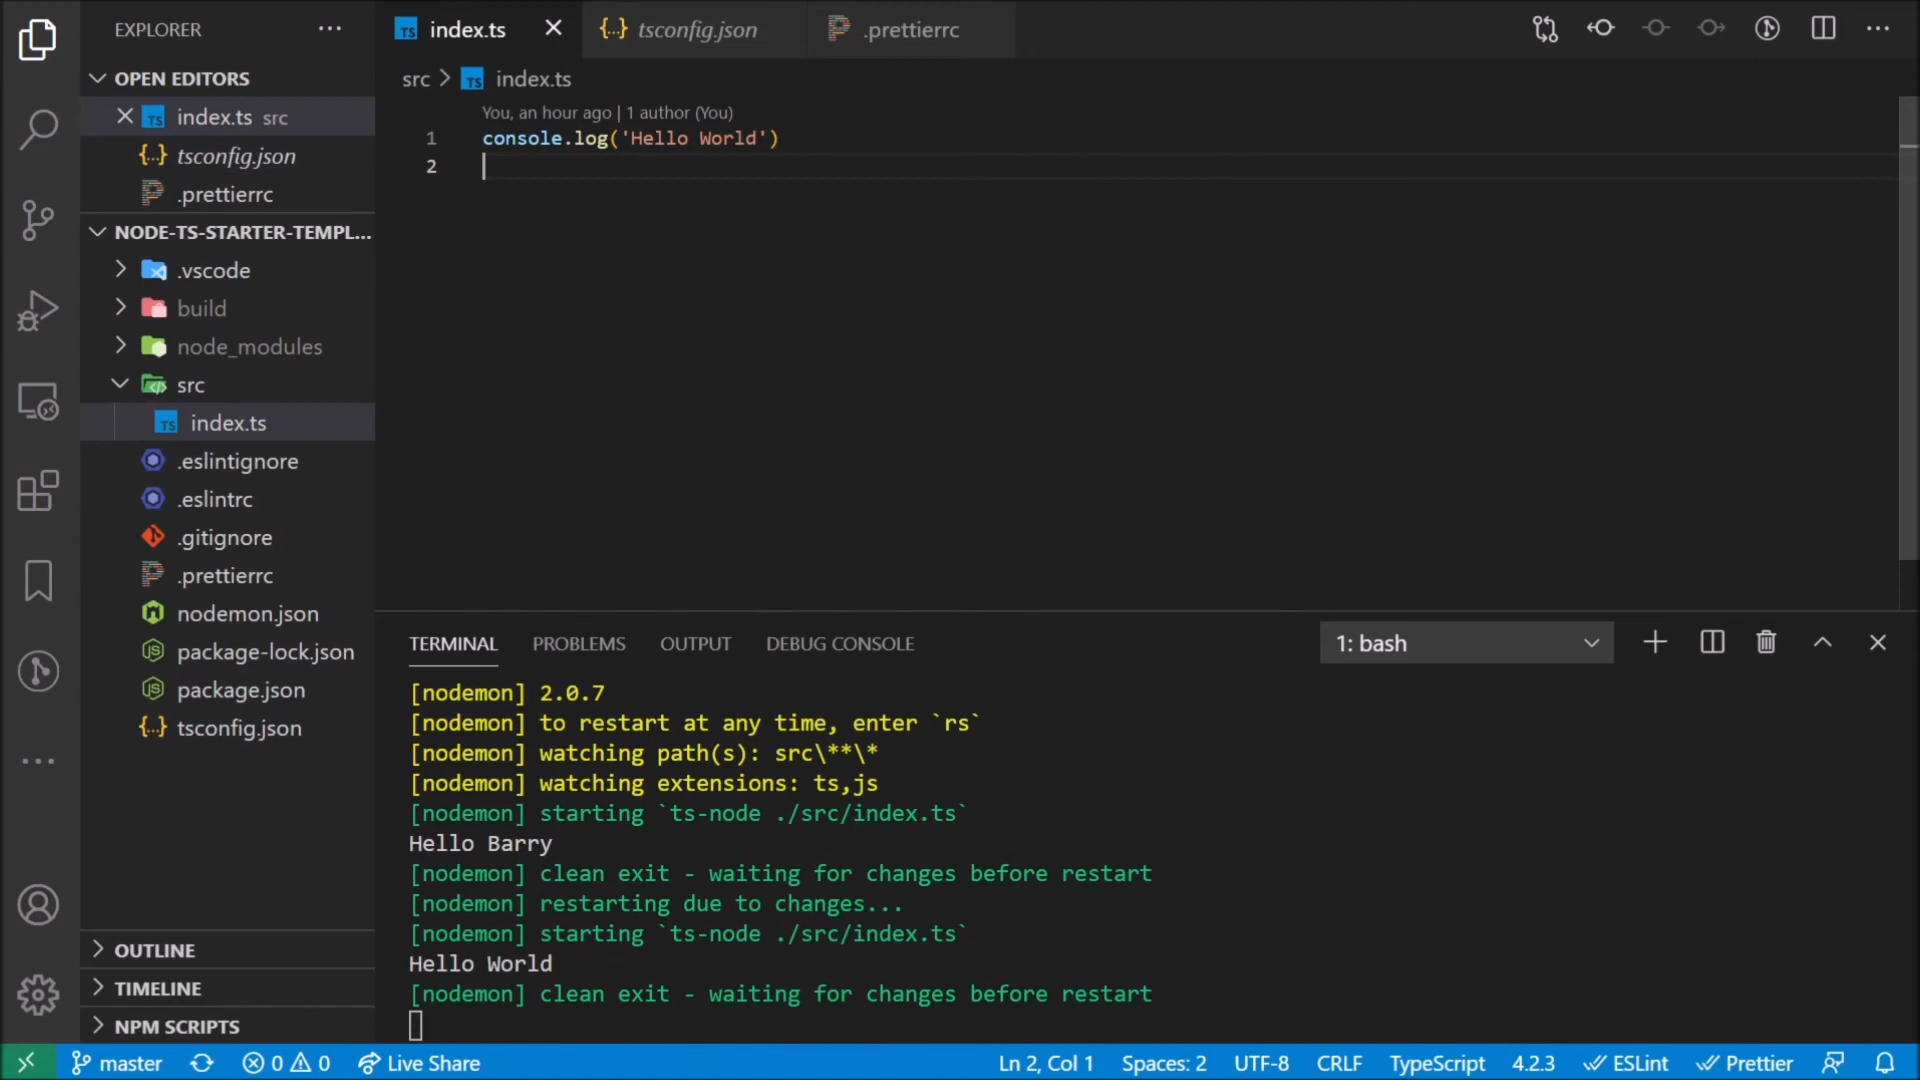 EXPLORER
OPEN EDITORS
TS index.ts src
{..} tsconfig.json
.prettierrc
NODE-TS-STARTER-TEMPL...
.vscode
build
node_modules
src
TS index.ts
.eslintignore
.eslintrc
.gitignore
.prettierrc
nodemon.json
JS package-lock.json
JS package.json
{..} tsconfig.json
OUTLINE
TIMELINE
NPM SCRIPTS
TS index.ts
{..} tsconfig.json
.prettierrc
src > TS index.ts
You, an hour ago | 1 author (You)
1 console.log('Hello World')
2
TERMINAL PROBLEMS OUTPUT DEBUG CONSOLE 1: bash
[nodemon] 2.0.7
[nodemon] to restart at any time, enter `rs`
[nodemon] watching path(s): src\**\*
[nodemon] watching extensions: ts,js
[nodemon] starting `ts-node ./src/index.ts`
Hello Barry
[nodemon] clean exit - waiting for changes before restart
[nodemon] restarting due to changes...
[nodemon] starting `ts-node ./src/index.ts`
Hello World
[nodemon] clean exit - waiting for changes before restart
master 0 0 Live Share Ln 2, Col 1 Spaces: 2 UTF-8 CRLF TypeScript 4.2.3 ESLint Prettier